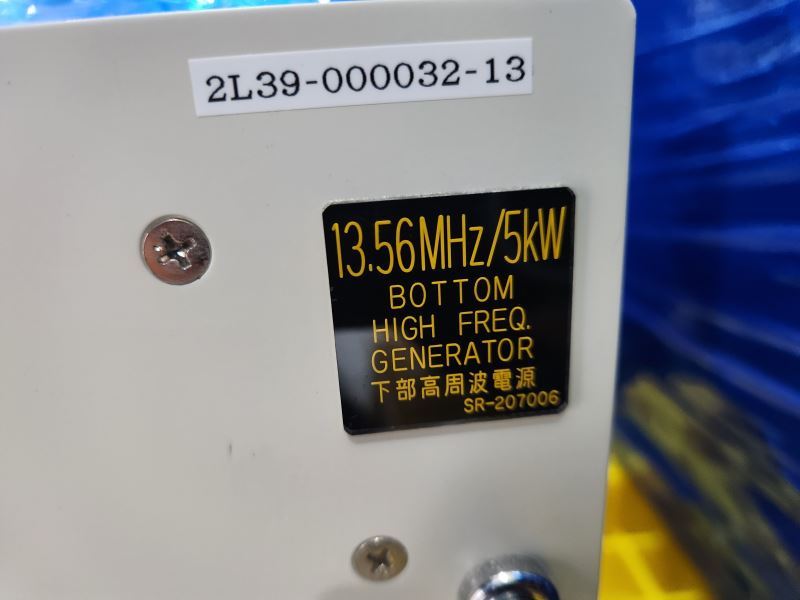 2L39-000032-13
13.56MHz/5kW
BOTTOM
HIGH FREQ.
GENERATOR
下部高周波電源
SR-207006